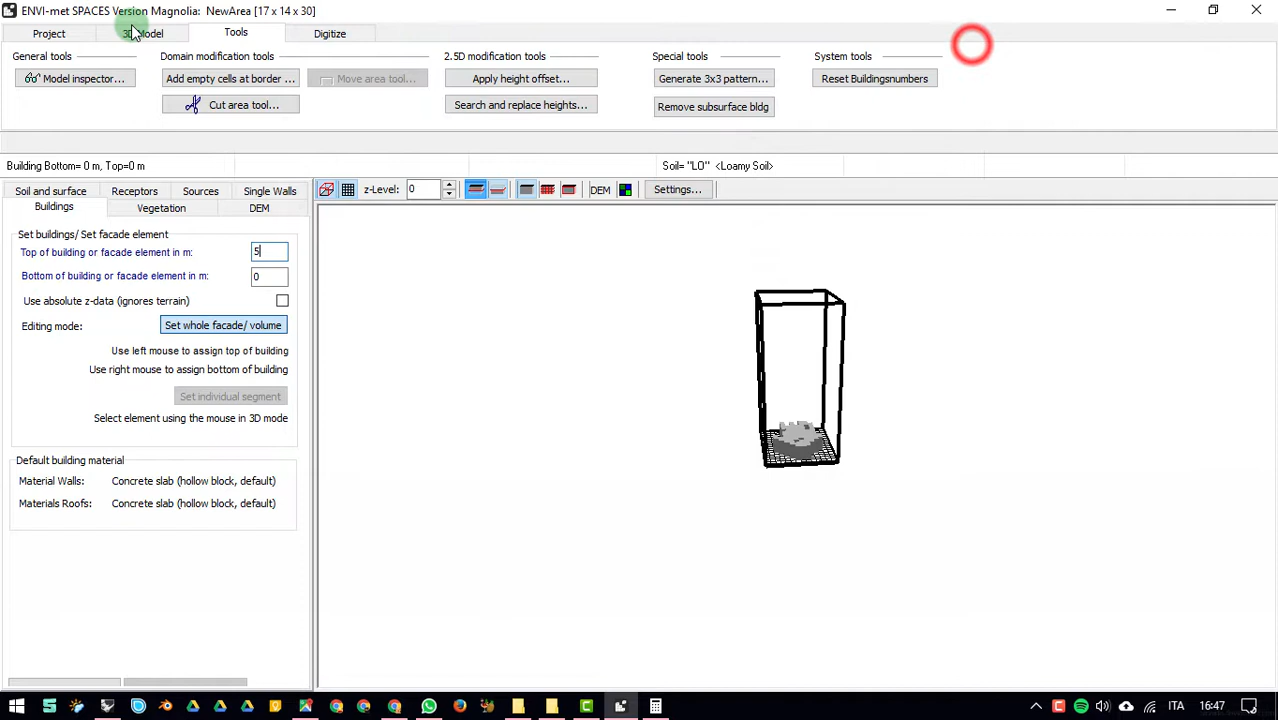 ENVI-met SPACES Version Magnolia: NewArea [17 x 14 x 30]
Project 3D Model Tools Digitize
General tools Domain modification tools 2.5D modification tools Special tools System tools
Model inspector... Add empty cells at border ... Move area tool... Apply height offset... Generate 3x3 pattern... Reset Buildingsnumbers
Cut area tool... Search and replace heights... Remove subsurface bldg
Building Bottom= 0 m, Top=0 m Soil= "LO" <Loamy Soil>
Soil and surface Receptors Sources Single Walls
z-Level: 0 DEM Settings...
Buildings Vegetation DEM
Set buildings/ Set facade element
Top of building or facade element in m: 5
Bottom of building or facade element in m: 0
Use absolute z-data (ignores terrain)
Editing mode: Set whole facade/ volume
Use left mouse to assign top of building
Use right mouse to assign bottom of building
Set individual segment
Select element using the mouse in 3D mode
Default building material
Material Walls: Concrete slab (hollow block, default)
Materials Roofs: Concrete slab (hollow block, default)
ITA 16:47